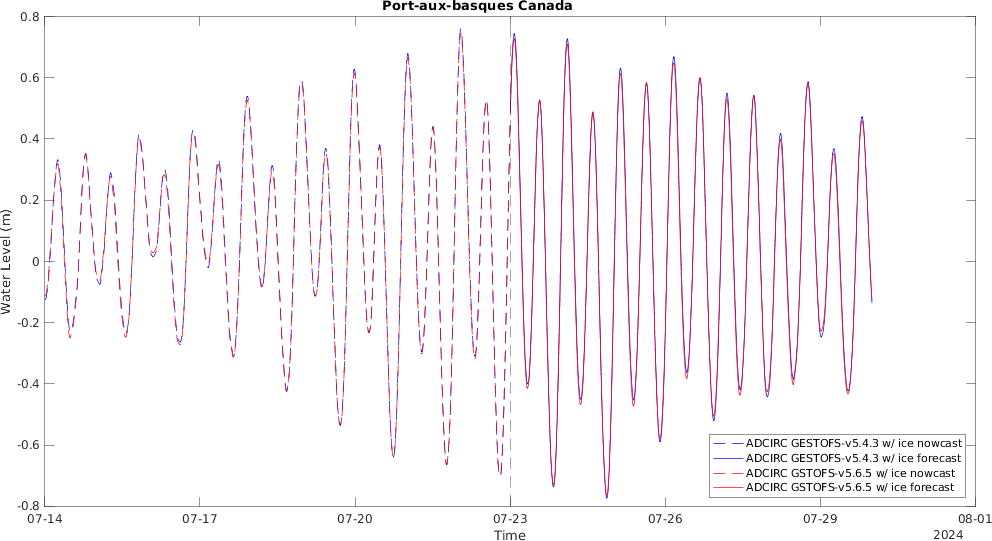 Port-aux-basques Canada
0.8
0.6
0.4
0.2
0
-0.2
-0.4
-0.6
-0.8
Water Level (m)
07-14 07-17 07-20 07-23 07-26 07-29 08-01
Time
2024
ADCIRC GESTOFS-v5.4.3 w/ ice nowcast
ADCIRC GESTOFS-v5.4.3 w/ ice forecast
ADCIRC GSTOFS-v5.6.5 w/ ice nowcast
ADCIRC GSTOFS-v5.6.5 w/ ice forecast